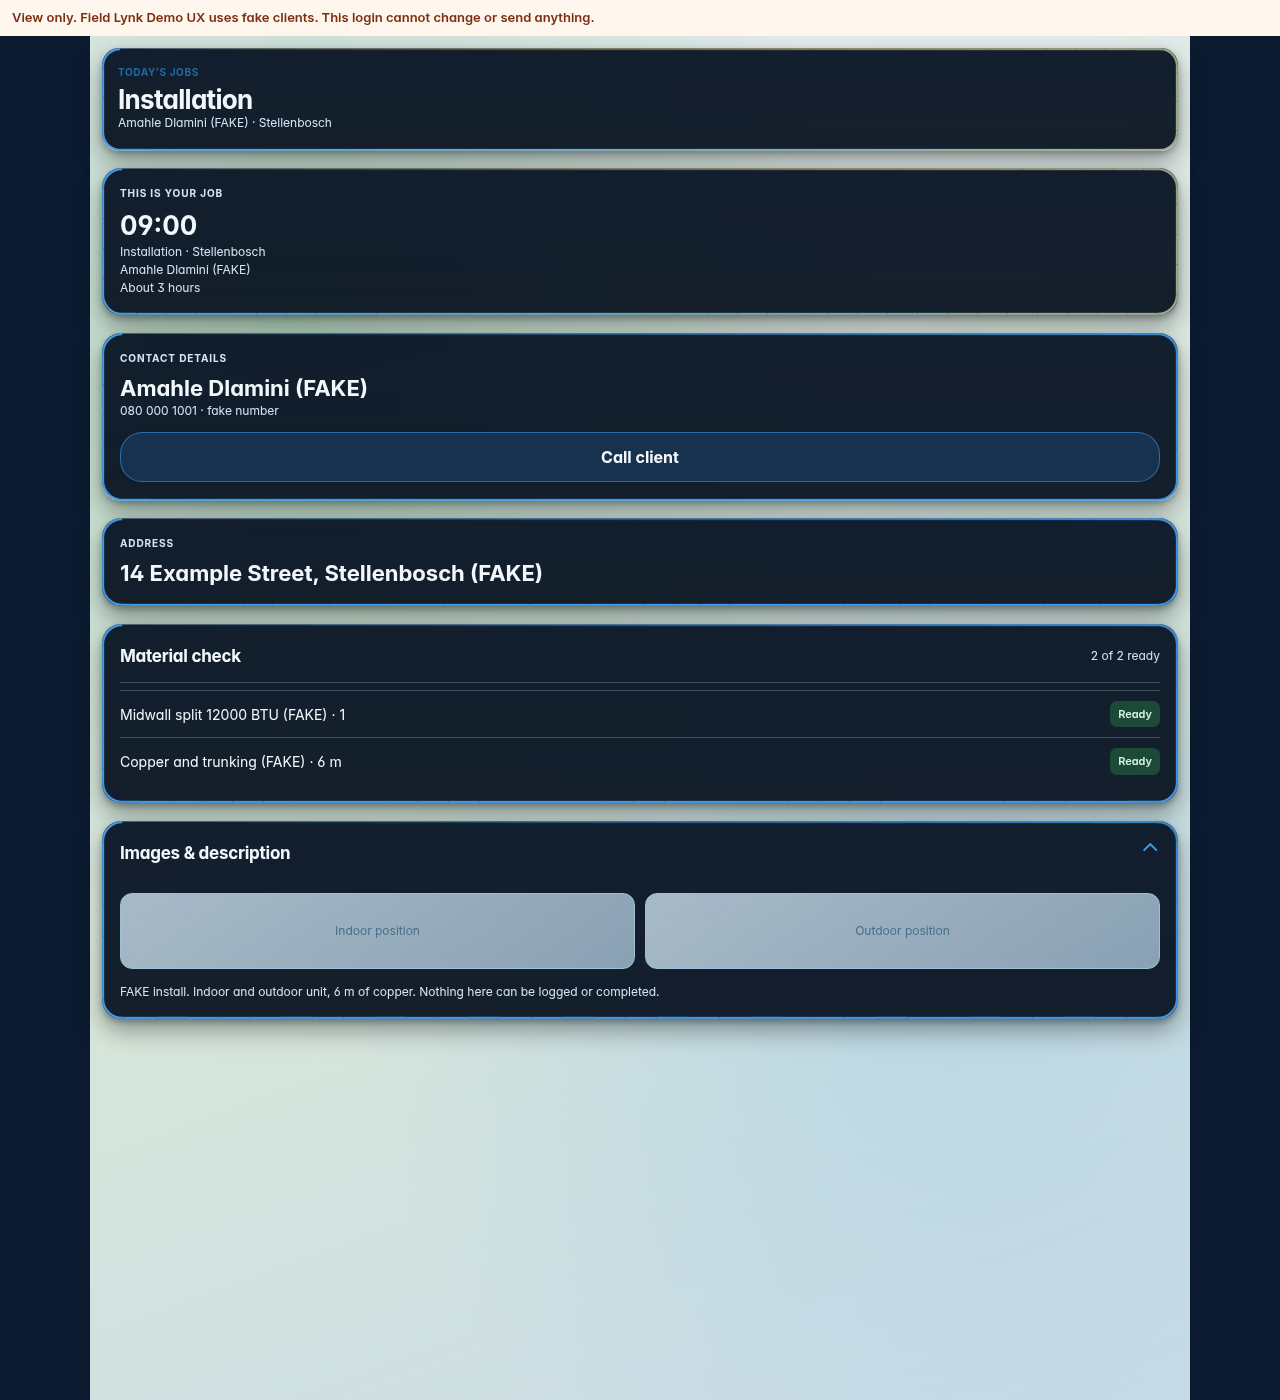 View only. Field Lynk Demo UX uses fake clients. This login cannot change or send anything.
TODAY'S JOBS
Installation
Amahle Dlamini (FAKE) · Stellenbosch
THIS IS YOUR JOB
09:00
Installation · Stellenbosch
Amahle Dlamini (FAKE)
About 3 hours
CONTACT DETAILS
Amahle Dlamini (FAKE)
080 000 1001 · fake number
Call client
ADDRESS
14 Example Street, Stellenbosch (FAKE)
Material check
2 of 2 ready
Midwall split 12000 BTU (FAKE) · 1
Ready
Copper and trunking (FAKE) · 6 m
Ready
Images & description
Indoor position
Outdoor position
FAKE install. Indoor and outdoor unit, 6 m of copper. Nothing here can be logged or completed.